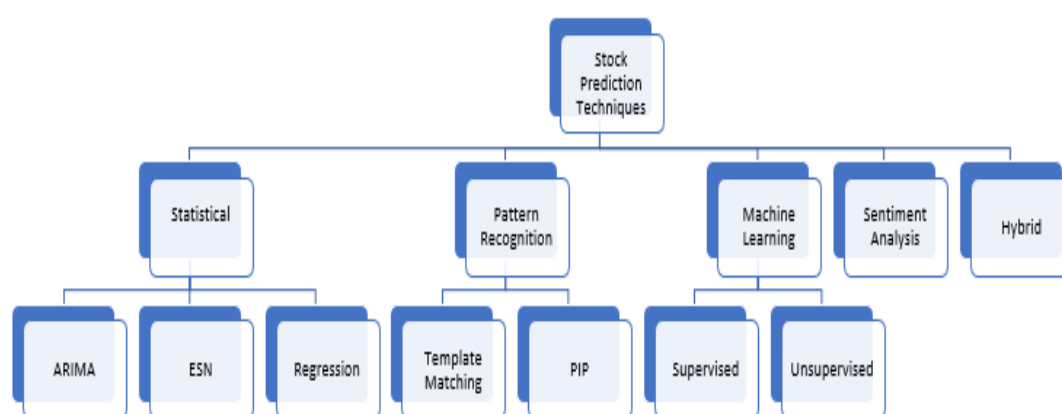 Stock
Prediction
Techniques
Statistical
Pattern
Recognition
Machine
Learning
Sentiment
Analysis
Hybrid
ARIMA
ESN
Regression
Template
Matching
PIP
Supervised
Unsupervised